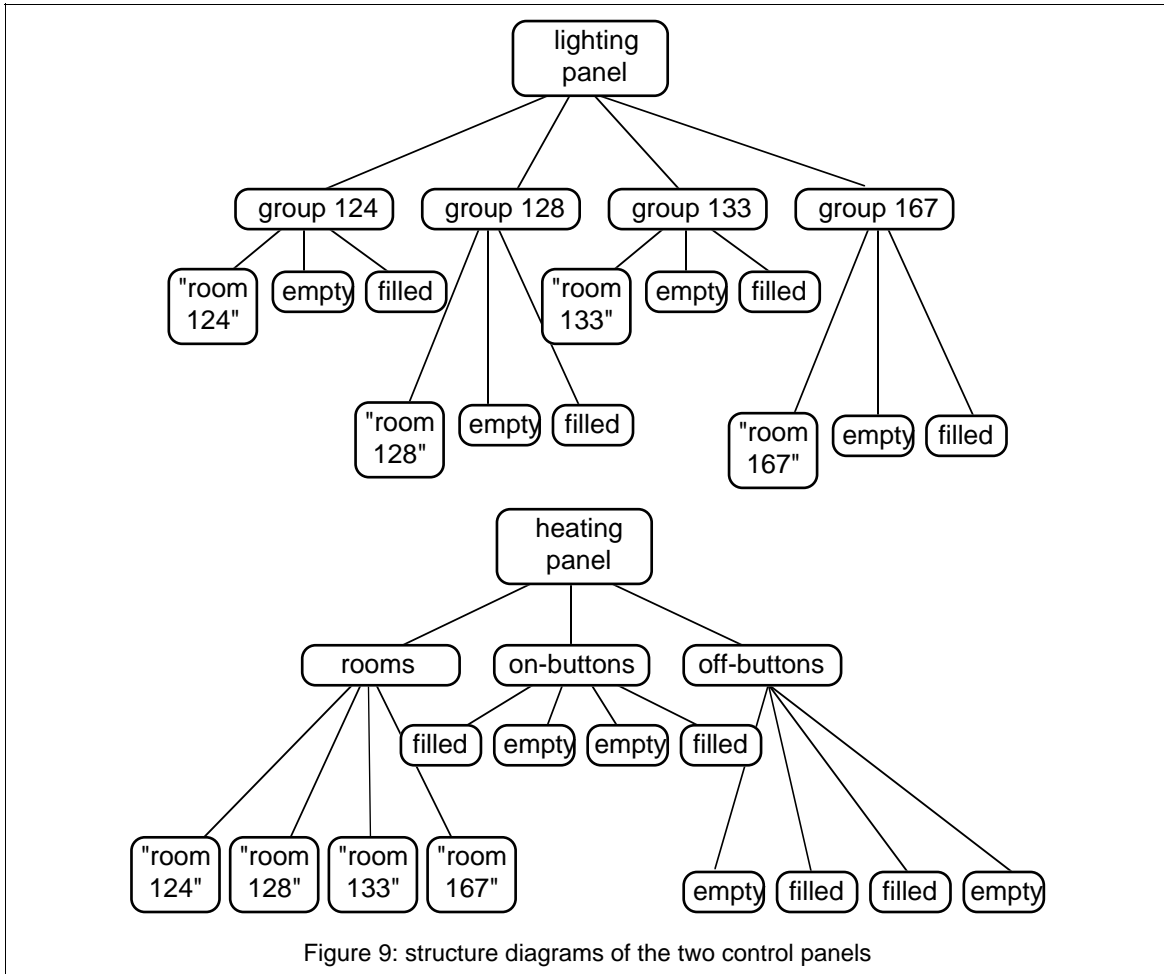 lighting
panel
group 124
group 128
group 133
group 167
"room
124"
empty
filled
"room
133"
empty
filled
"room
128"
empty
filled
"room
167"
empty
filled
heating
panel
rooms
on-buttons
off-buttons
filled
empty
empty
filled
"room
124"
"room
128"
"room
133"
"room
167"
empty
filled
filled
empty
Figure 9: structure diagrams of the two control panels